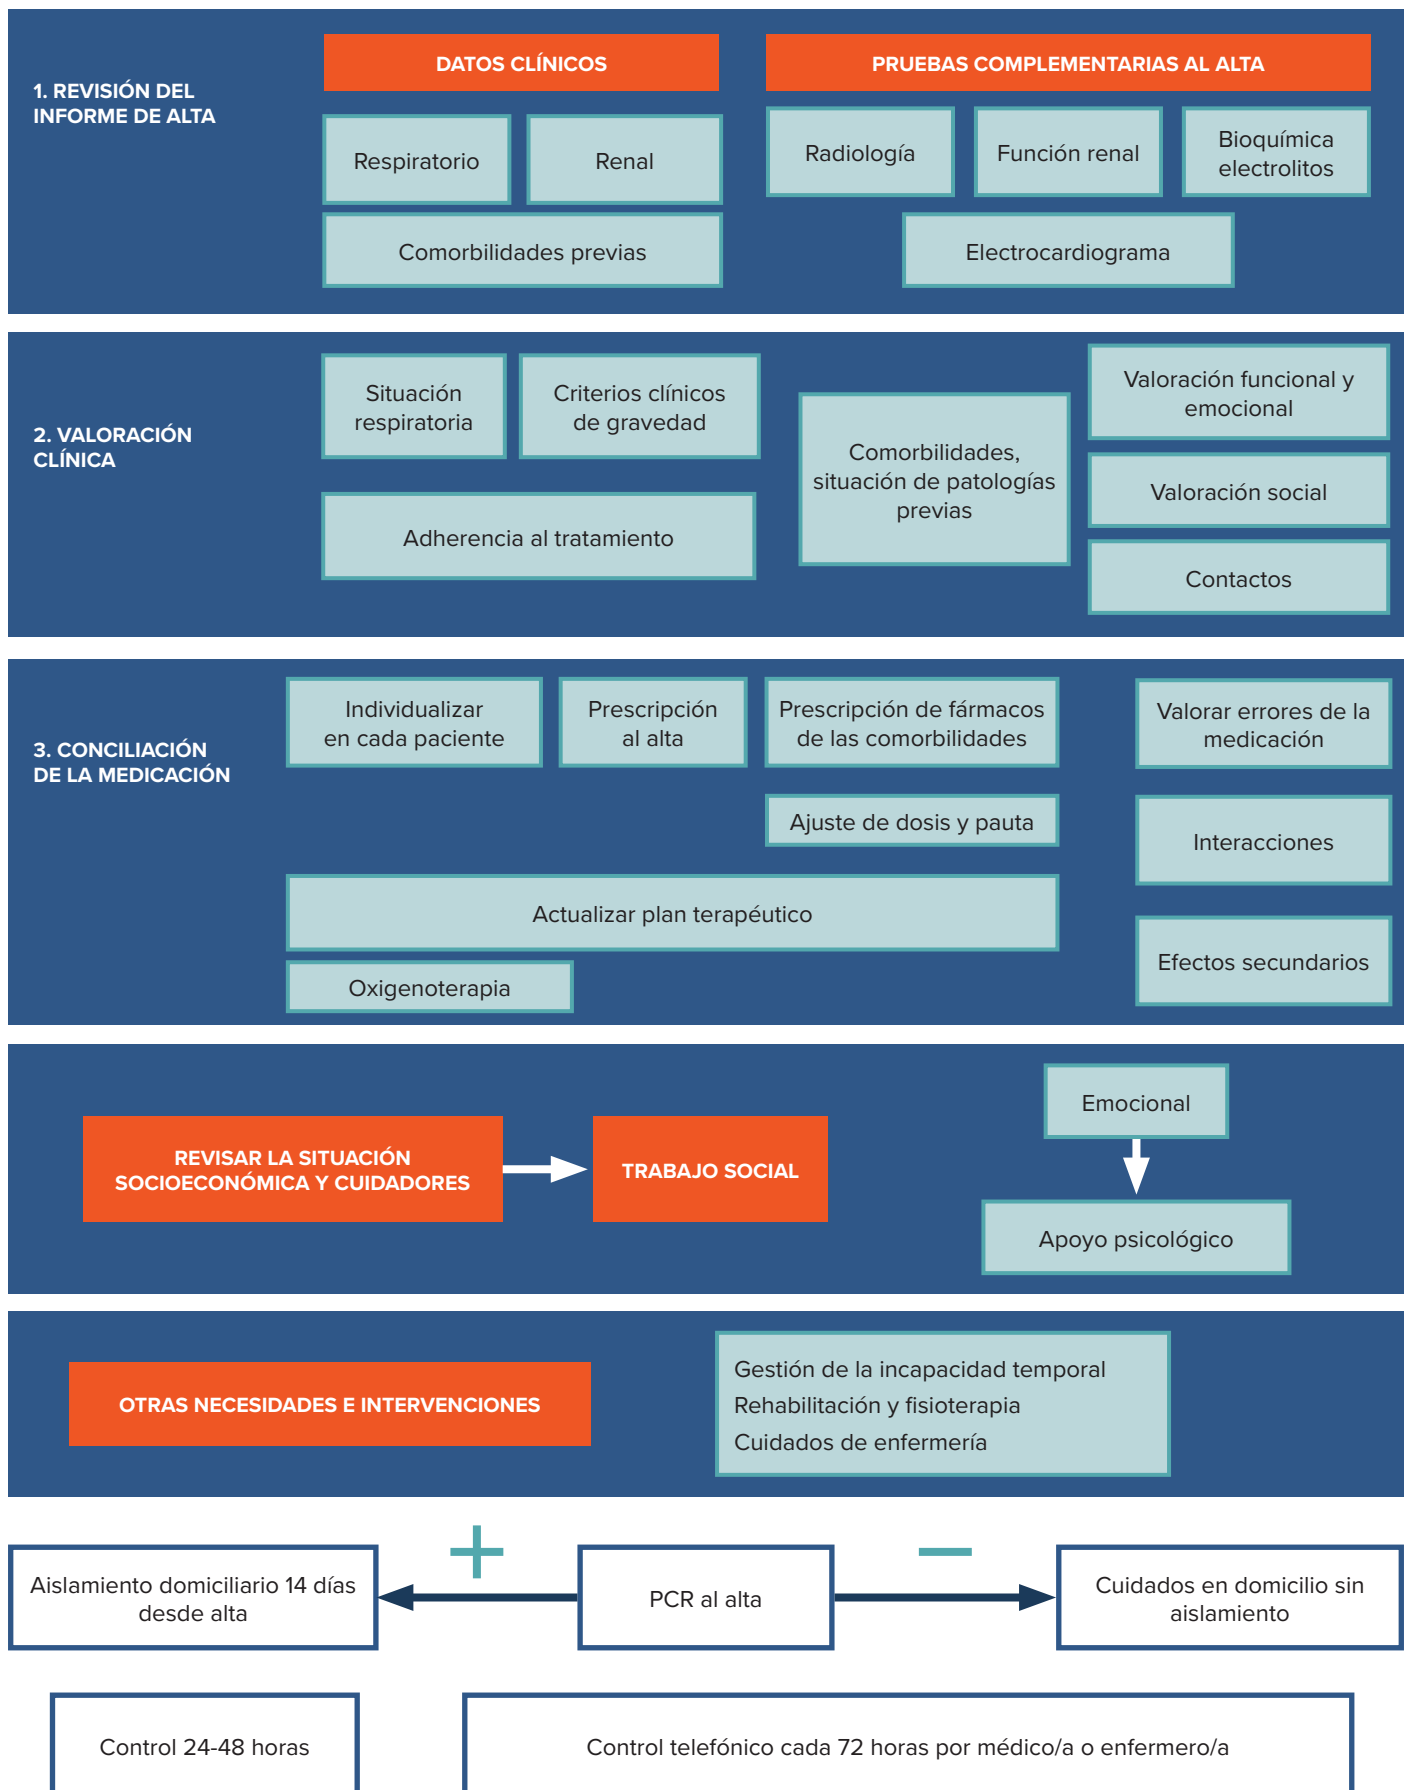 1. REVISIÓN DEL
INFORME DE ALTA
DATOS CLÍNICOS
Respiratorio
Renal
Comorbilidades previas
PRUEBAS COMPLEMENTARIAS AL ALTA
Radiología
Función renal
Bioquímica
electrolitos
Electrocardiograma
2. VALORACIÓN
CLÍNICA
Situación
respiratoria
Criterios clínicos
de gravedad
Adherencia al tratamiento
Comorbilidades,
situación de patologías
previas
Valoración funcional y
emocional
Valoración social
Contactos
3. CONCILIACIÓN
DE LA MEDICACIÓN
Individualizar
en cada paciente
Prescripción
al alta
Prescripción de fármacos
de las comorbilidades
Ajuste de dosis y pauta
Actualizar plan terapéutico
Oxigenoterapia
Valorar errores de la
medicación
Interacciones
Efectos secundarios
REVISAR LA SITUACIÓN
SOCIOECONÓMICA Y CUIDADORES
TRABAJO SOCIAL
Emocional
Apoyo psicológico
OTRAS NECESIDADES E INTERVENCIONES
Gestión de la incapacidad temporal
Rehabilitación y fisioterapia
Cuidados de enfermería
+
−
Aislamiento domiciliario 14 días
desde alta
PCR al alta
Cuidados en domicilio sin
aislamiento
Control 24-48 horas
Control telefónico cada 72 horas por médico/a o enfermero/a